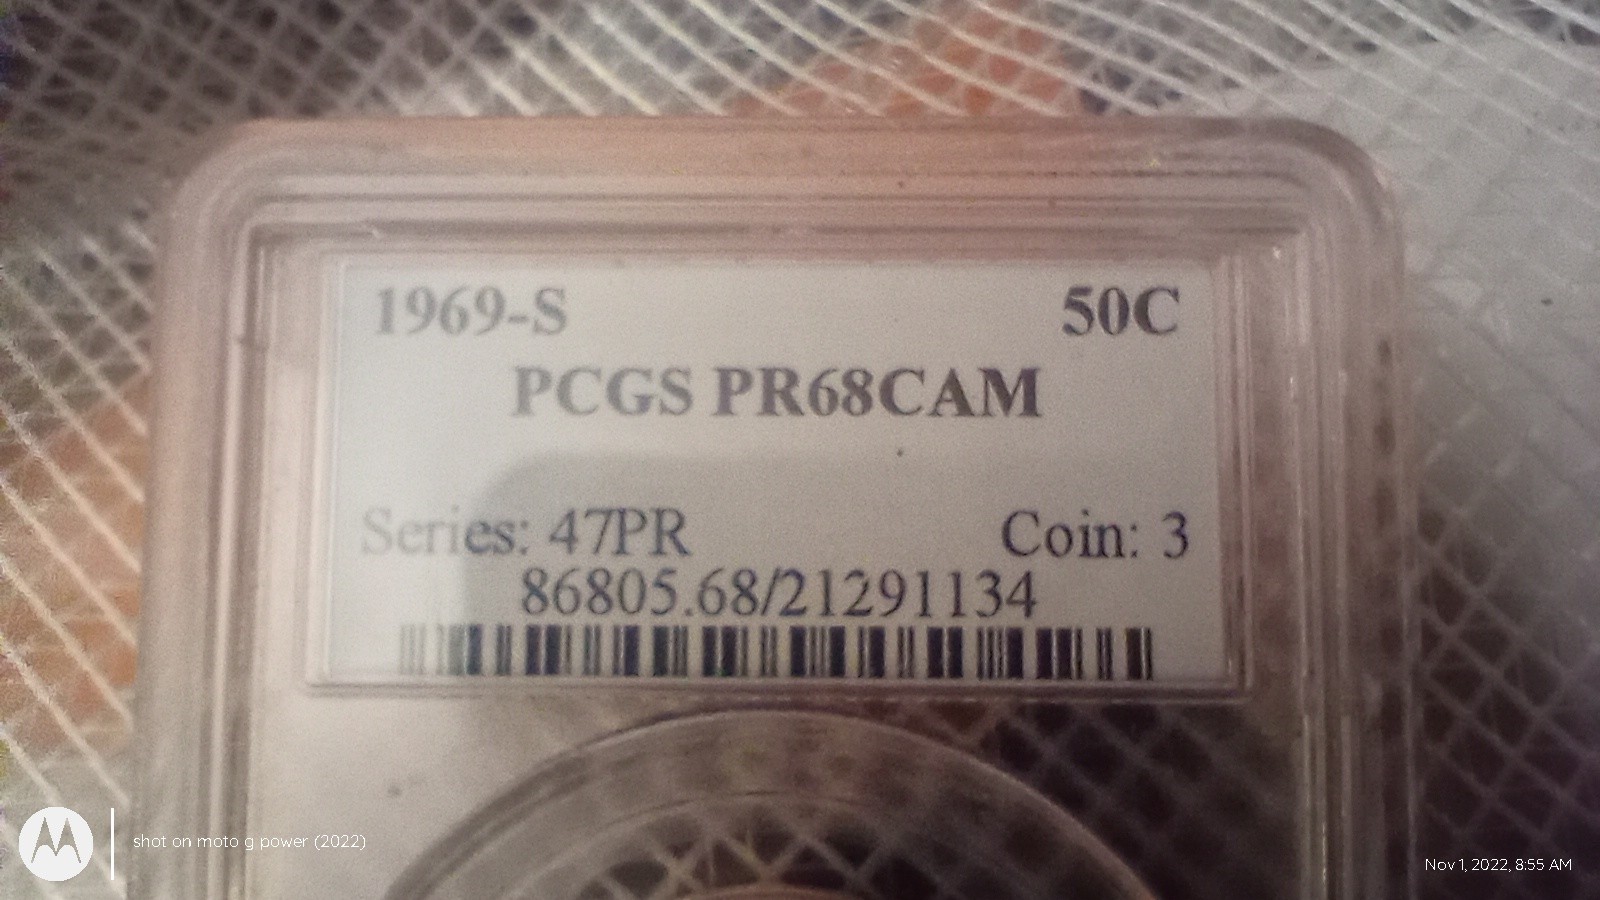 1969-S 50C
PCGS PR68CAM
Series: 47PR Coin: 3
86805.68/21291134
shot on moto g power (2022)
Nov 1, 2022, 8:55 AM